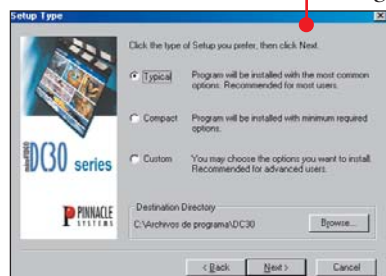 Setup Type
Click the type of Setup you prefer, then click Next.
Typical
Program will be installed with the most common
options. Recommended for most users.
Compact
Program will be installed with minimum required
options.
Custom
You may choose the options you want to install.
Recommended for advanced users.
miroVIDEO
DC30 series
PINNACLE
SYSTEMS
Destination Directory
C:\Archivos de programa\DC30
Browse...
< Back
Next >
Cancel